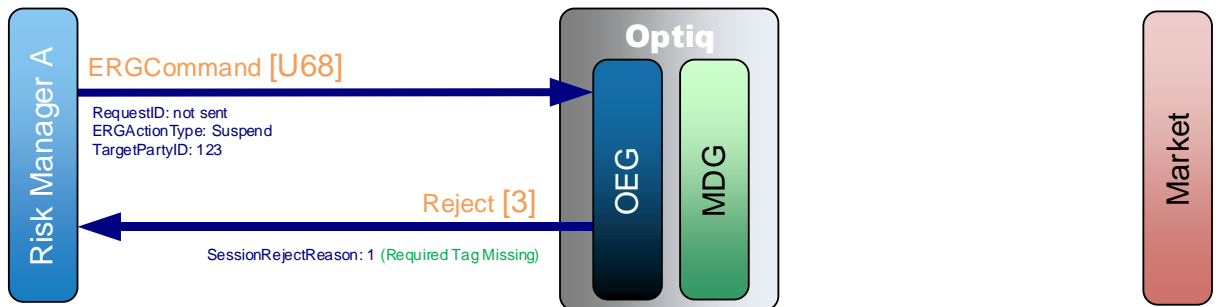 Optiq
Risk Manager A
ERGCommand [U68]
RequestID: not sent
ERGActionType: Suspend
TargetPartyID: 123
OEG
MDG
Market
Reject [3]
SessionRejectReason: 1 (Required Tag Missing)